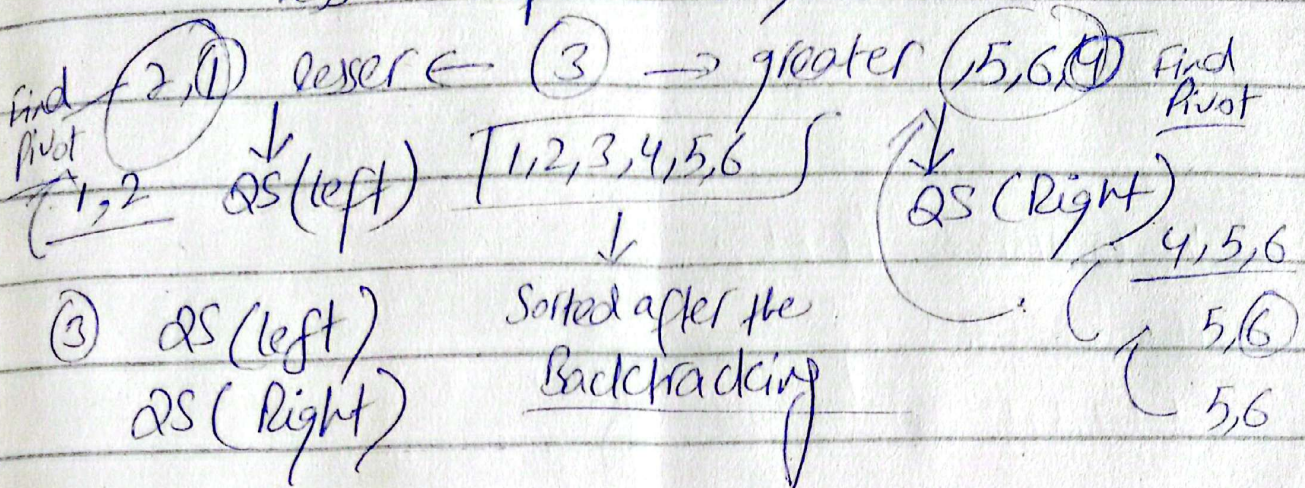 2,1 lesser ← 3 → greater (,5,6,4) Find Pivot
Find Pivot
1,2 QS(left) [1,2,3,4,5,6] QS(Right)
4,5,6
③ QS(left) Sorted after the 5,6
QS(Right) Backtracking 5,6